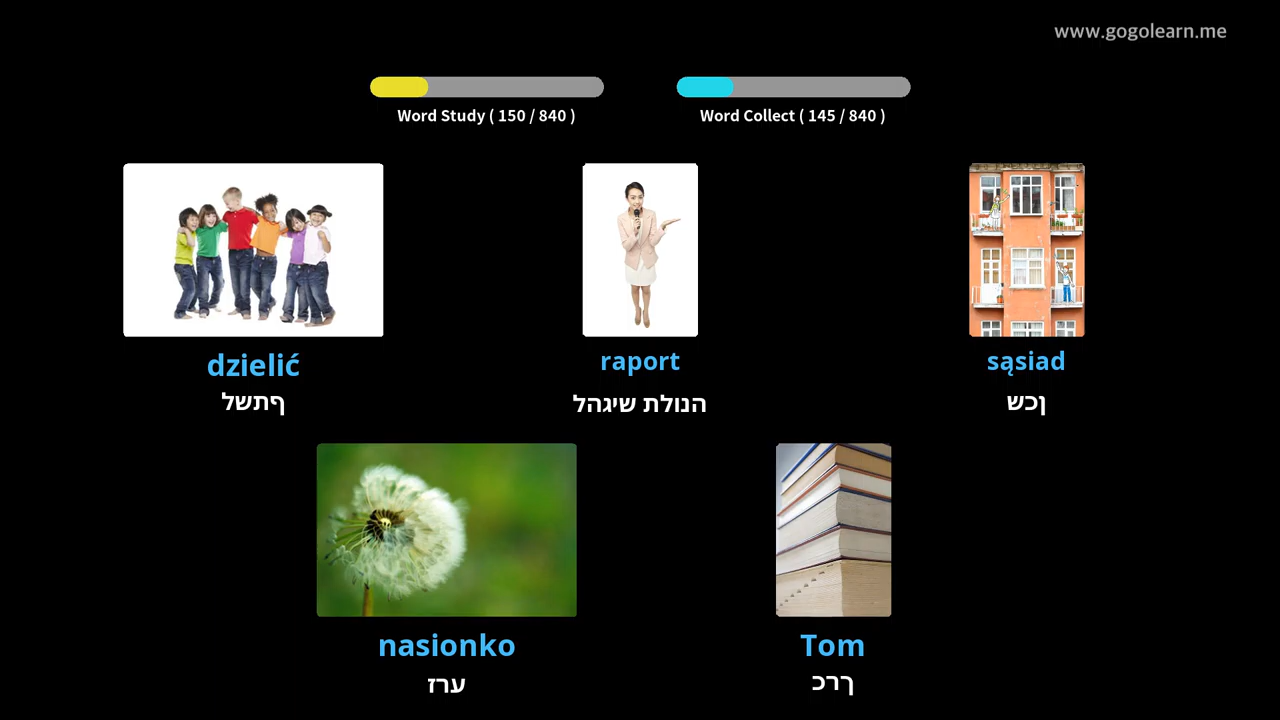 www.gogolearn.me
Word Study ( 150 / 840 )
Word Collect ( 145 / 840 )
dzielić
לשתף
raport
להגיש תלונה
sąsiad
שכן
nasionko
זרע
Tom
כרך